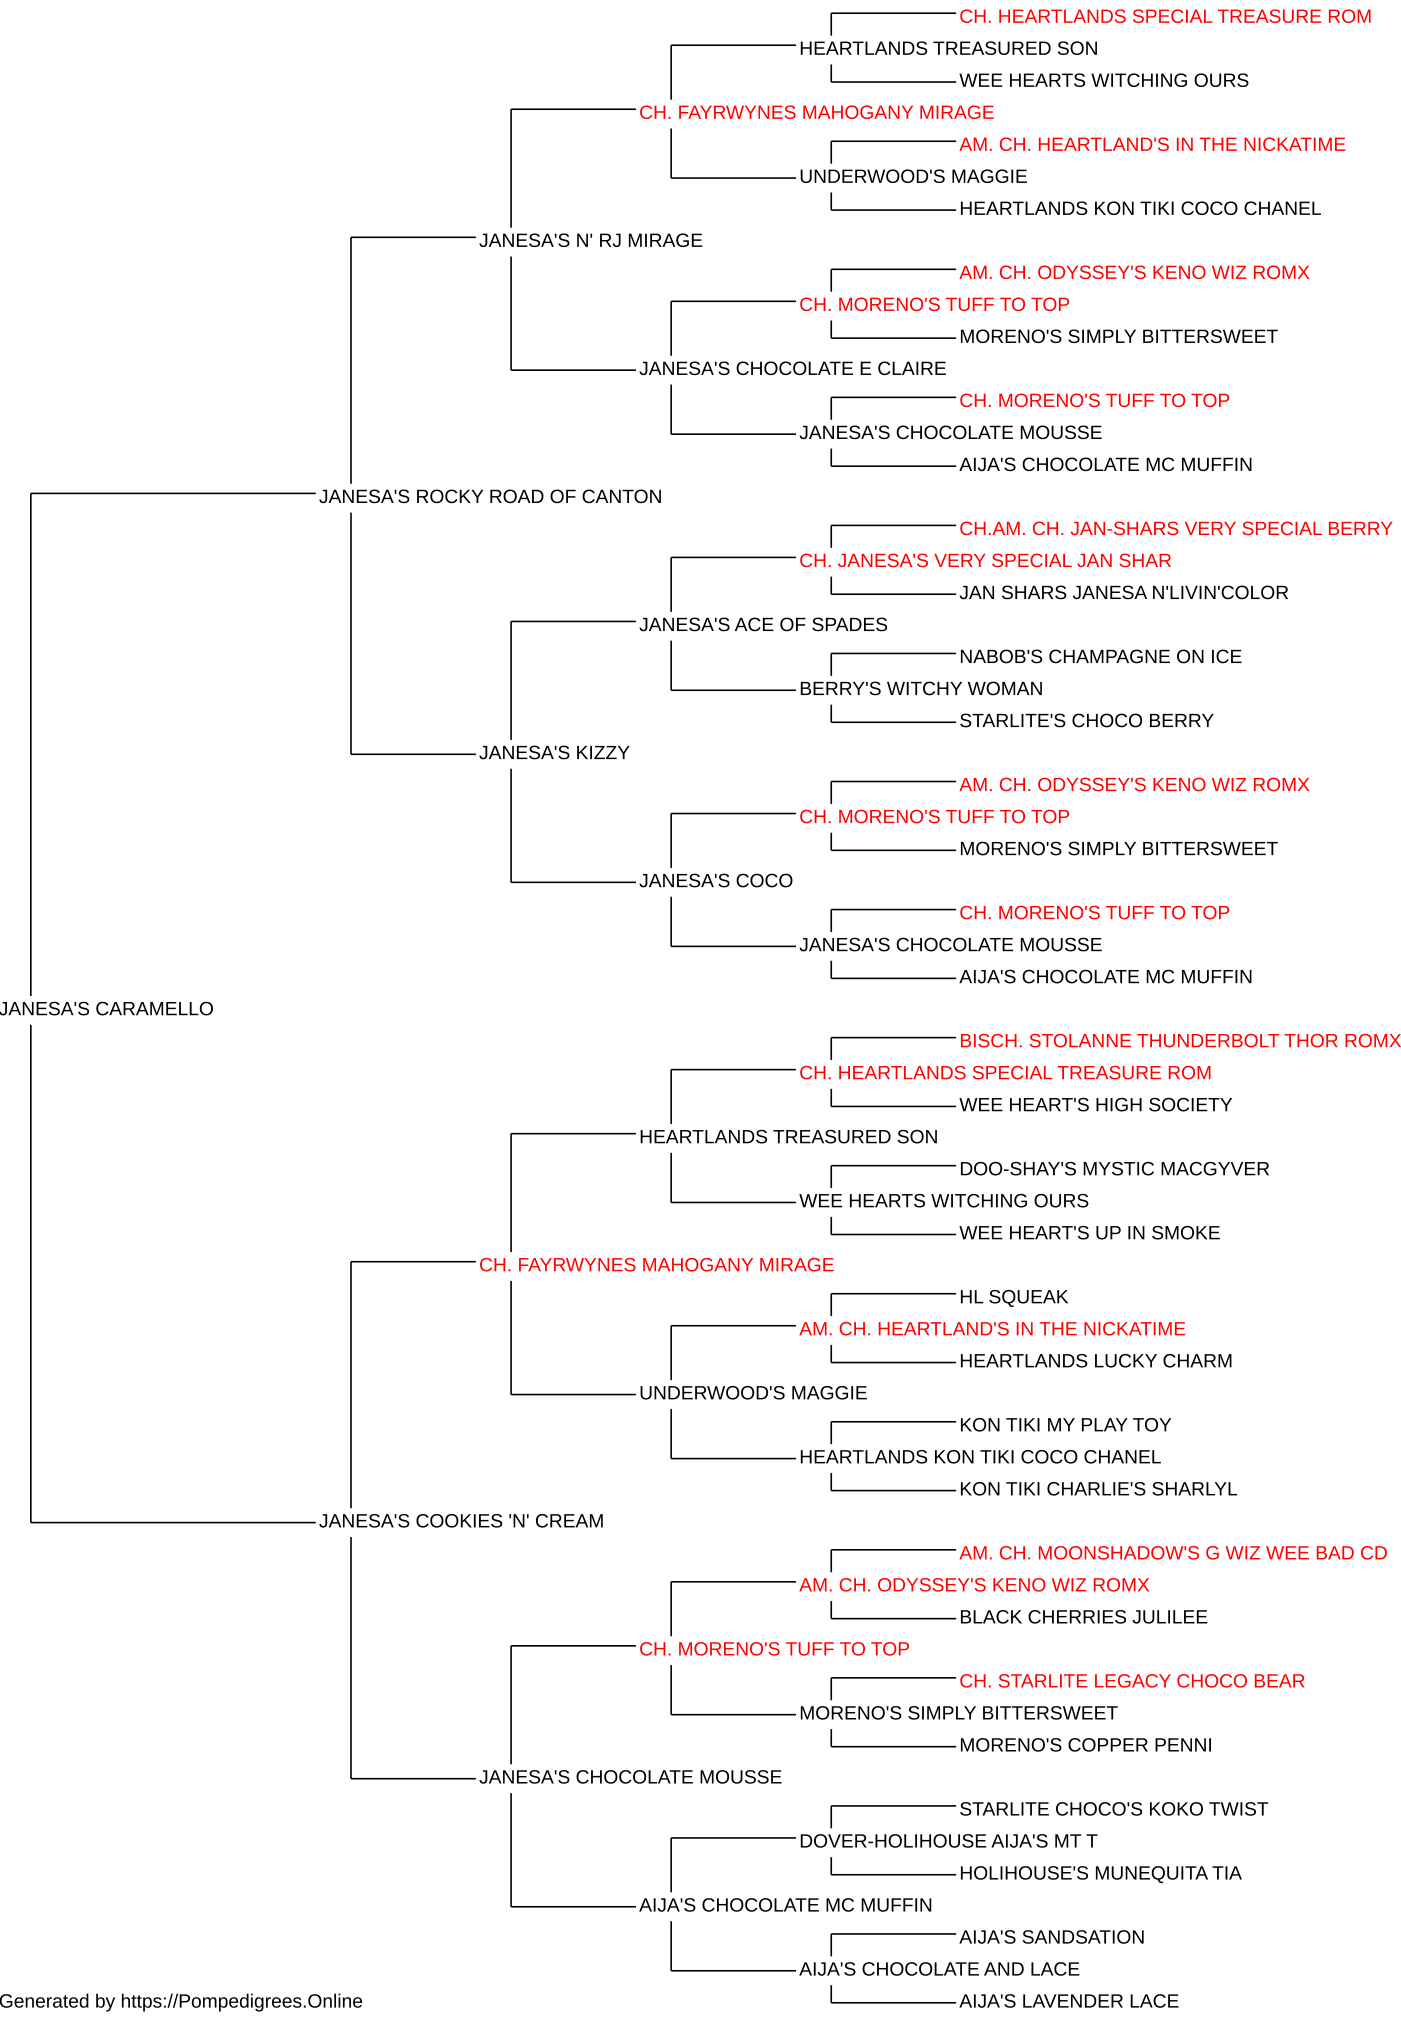 CH. HEARTLANDS SPECIAL TREASURE ROM
HEARTLANDS TREASURED SON
WEE HEARTS WITCHING OURS
CH. FAYRWYNES MAHOGANY MIRAGE
AM. CH. HEARTLAND'S IN THE NICKATIME
UNDERWOOD'S MAGGIE
HEARTLANDS KON TIKI COCO CHANEL
JANESA'S N' RJ MIRAGE
AM. CH. ODYSSEY'S KENO WIZ ROMX
CH. MORENO'S TUFF TO TOP
MORENO'S SIMPLY BITTERSWEET
JANESA'S CHOCOLATE E CLAIRE
CH. MORENO'S TUFF TO TOP
JANESA'S CHOCOLATE MOUSSE
AIJA'S CHOCOLATE MC MUFFIN
JANESA'S ROCKY ROAD OF CANTON
CH.AM. CH. JAN-SHARS VERY SPECIAL BERRY
CH. JANESA'S VERY SPECIAL JAN SHAR
JAN SHARS JANESA N'LIVIN'COLOR
JANESA'S ACE OF SPADES
NABOB'S CHAMPAGNE ON ICE
BERRY'S WITCHY WOMAN
STARLITE'S CHOCO BERRY
JANESA'S KIZZY
AM. CH. ODYSSEY'S KENO WIZ ROMX
CH. MORENO'S TUFF TO TOP
MORENO'S SIMPLY BITTERSWEET
JANESA'S COCO
CH. MORENO'S TUFF TO TOP
JANESA'S CHOCOLATE MOUSSE
AIJA'S CHOCOLATE MC MUFFIN
JANESA'S CARAMELLO
BISCH. STOLANNE THUNDERBOLT THOR ROMX
CH. HEARTLANDS SPECIAL TREASURE ROM
WEE HEART'S HIGH SOCIETY
HEARTLANDS TREASURED SON
DOO-SHAY'S MYSTIC MACGYVER
WEE HEARTS WITCHING OURS
WEE HEART'S UP IN SMOKE
CH. FAYRWYNES MAHOGANY MIRAGE
HL SQUEAK
AM. CH. HEARTLAND'S IN THE NICKATIME
HEARTLANDS LUCKY CHARM
UNDERWOOD'S MAGGIE
KON TIKI MY PLAY TOY
HEARTLANDS KON TIKI COCO CHANEL
KON TIKI CHARLIE'S SHARLYL
JANESA'S COOKIES 'N' CREAM
AM. CH. MOONSHADOW'S G WIZ WEE BAD CD
AM. CH. ODYSSEY'S KENO WIZ ROMX
BLACK CHERRIES JULILEE
CH. MORENO'S TUFF TO TOP
CH. STARLITE LEGACY CHOCO BEAR
MORENO'S SIMPLY BITTERSWEET
MORENO'S COPPER PENNI
JANESA'S CHOCOLATE MOUSSE
STARLITE CHOCO'S KOKO TWIST
DOVER-HOLIHOUSE AIJA'S MT T
HOLIHOUSE'S MUNEQUITA TIA
AIJA'S CHOCOLATE MC MUFFIN
AIJA'S SANDSATION
AIJA'S CHOCOLATE AND LACE
AIJA'S LAVENDER LACE
Generated by https://Pompedigrees.Online